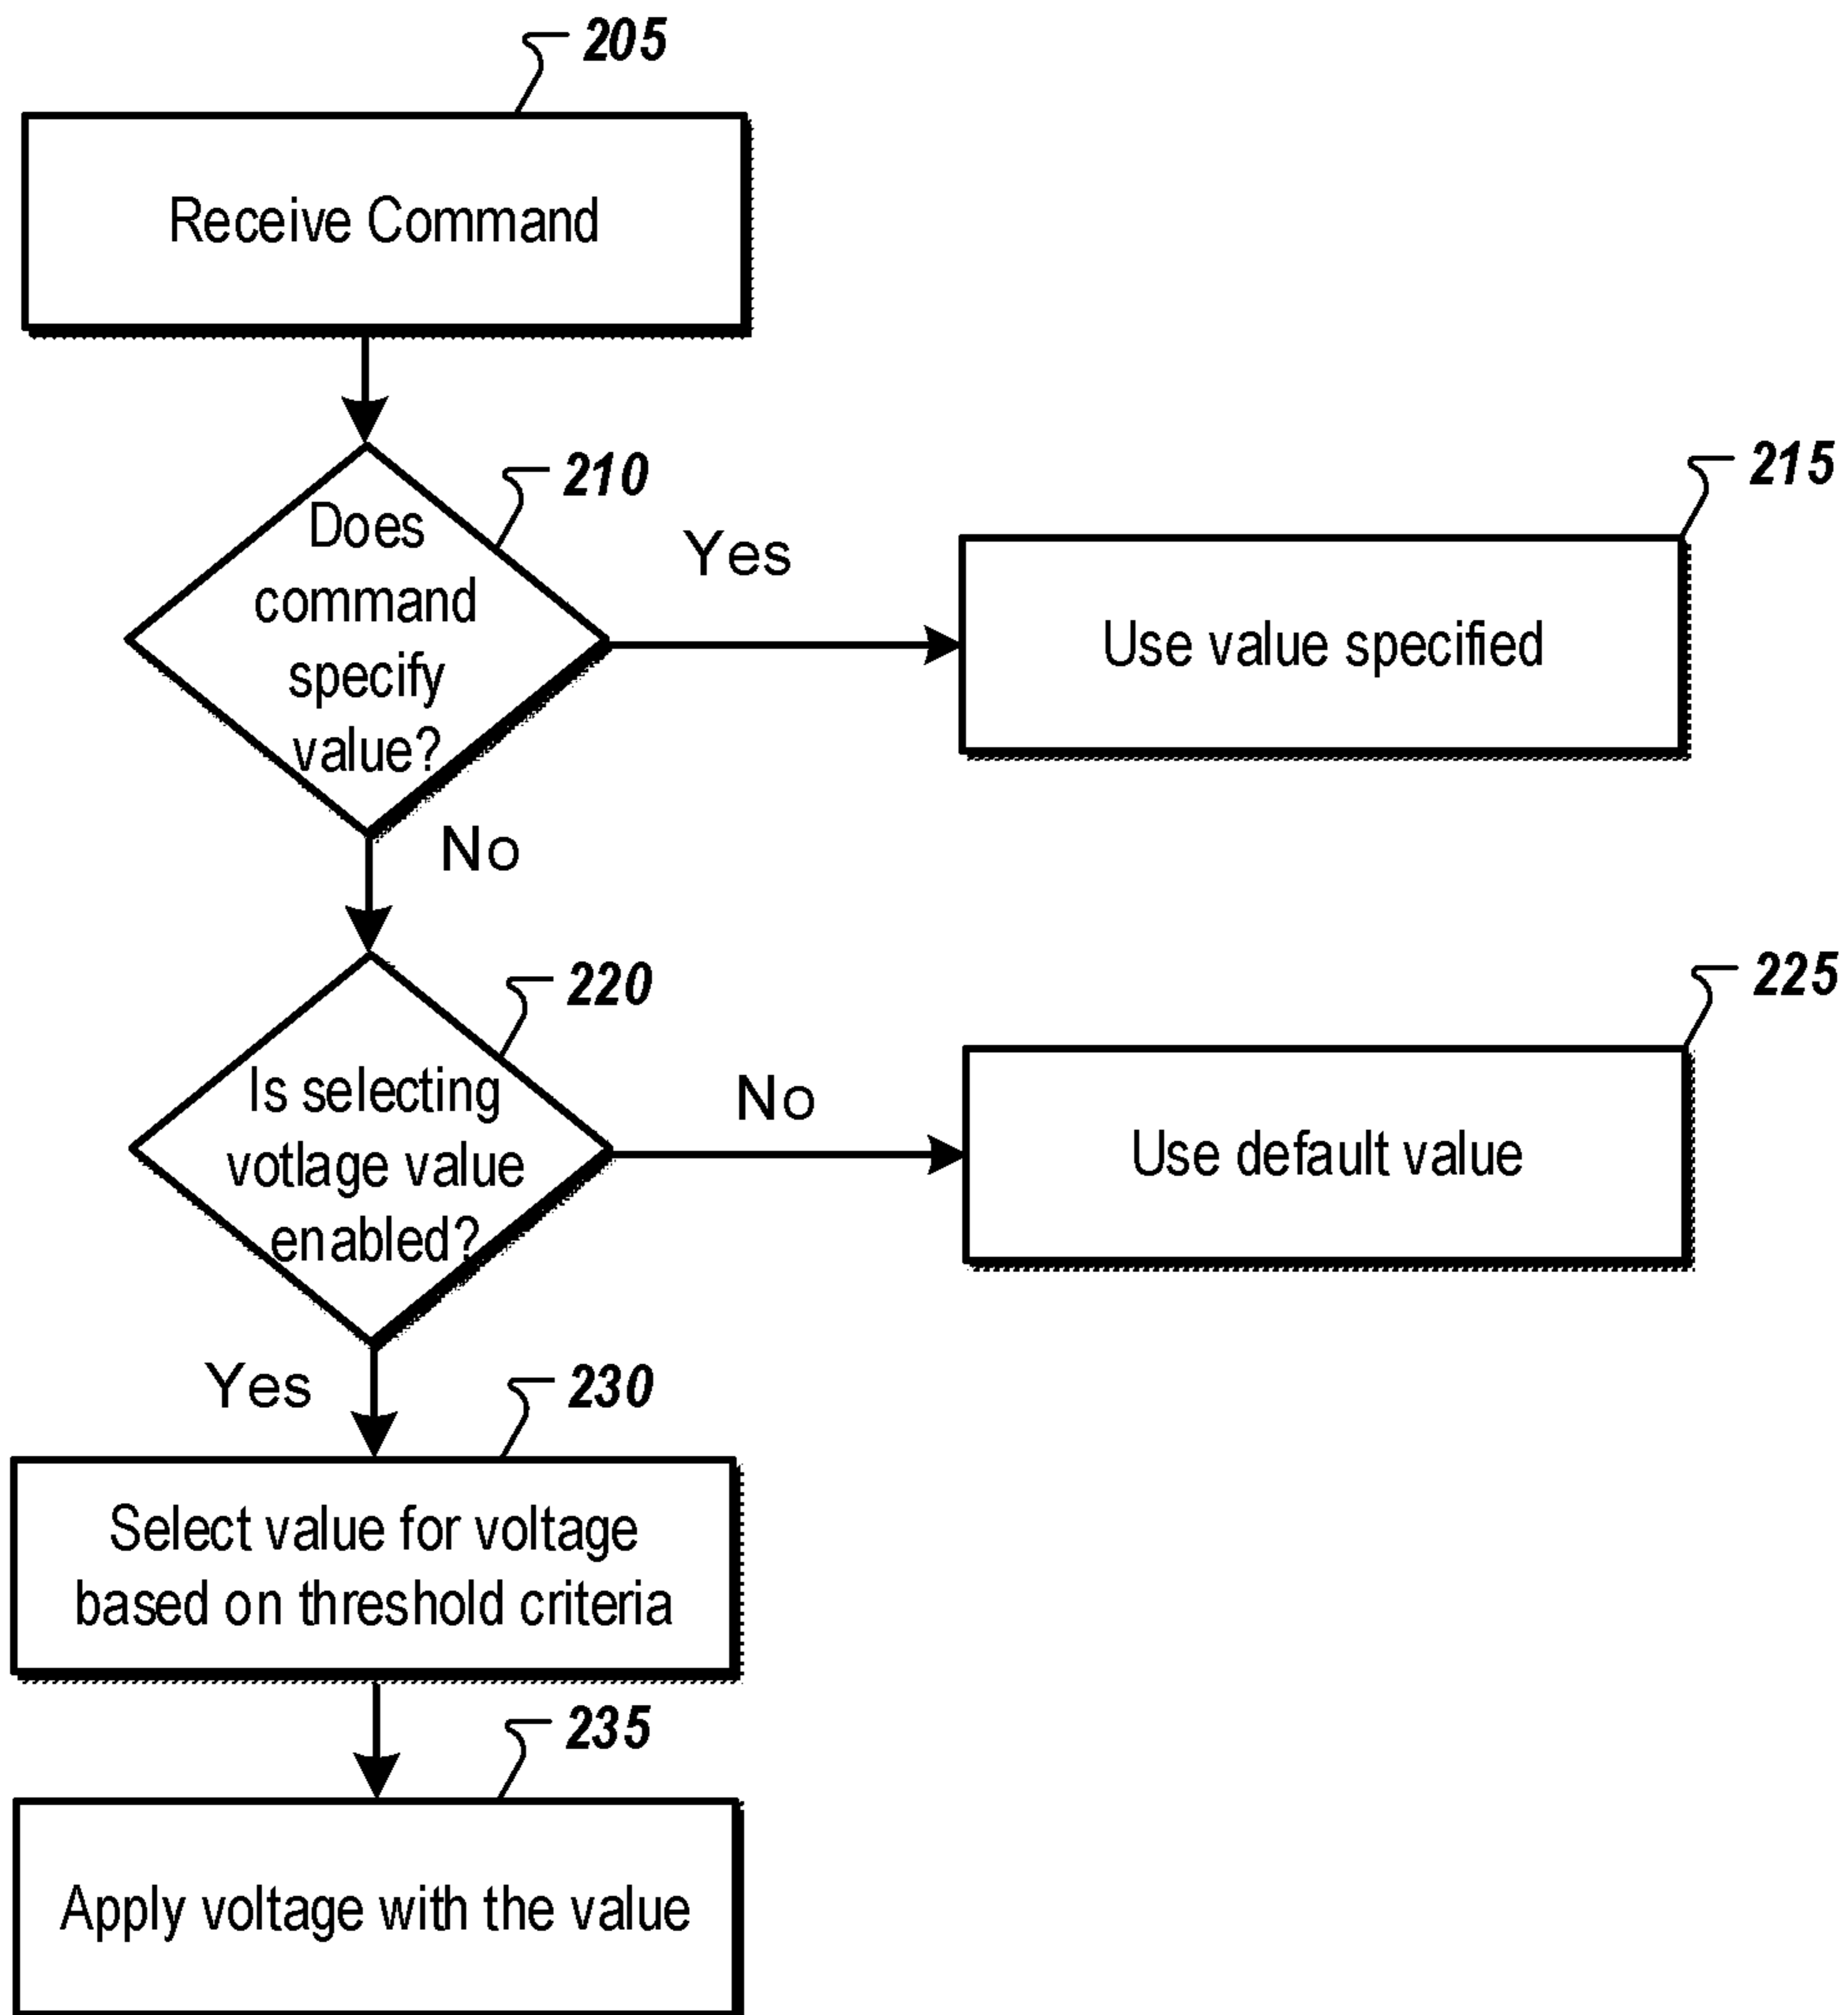 205
Receive Command
210
Does
command
specify
value?
Yes
215
Use value specified
No
220
Is selecting
votlage value
enabled?
No
225
Use default value
Yes
230
Select value for voltage
based on threshold criteria
235
Apply voltage with the value